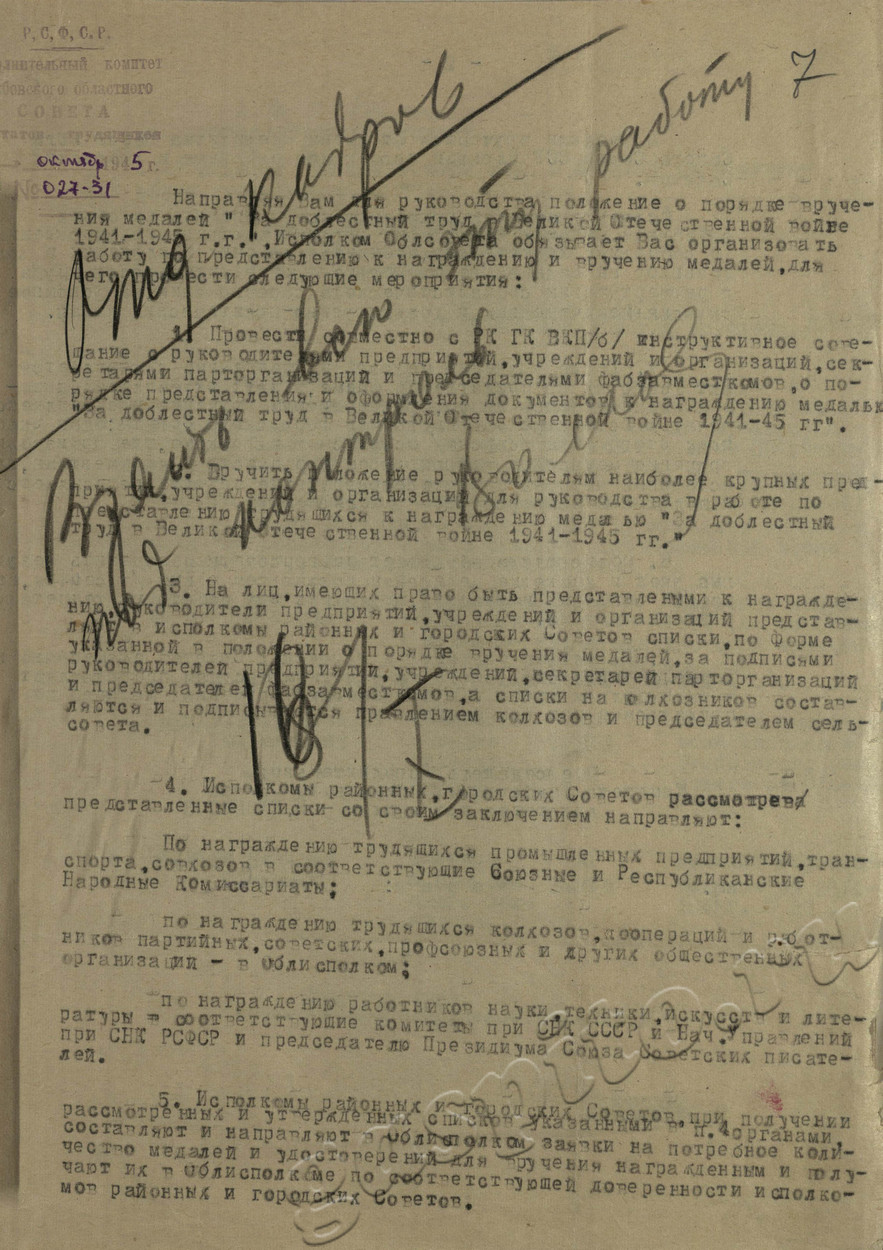 Р.С.Ф.С.Р.
комитет
областного
СОВЕТА
трудящихся
октябр 5 г.
027-31
7
кадров
работу
Направляя Вам для руководства положение о порядке вруче-
ния медалей "За доблестный труд в Великой Отечественной войне
1941-1945 г.г.", Исполком Облсовета обязывает Вас организовать
работу по представлению к награждению и вручению медалей, для
чего провести следующие мероприятия:
1. Провести совместно с РК ГК ВКП/б/ инструктивное сове-
щание с руководителями предприятий, учреждений и организаций, сек-
ретарями парторганизаций и председателями фабзавместкомов, о по-
рядке представления и оформления документов к награждению медалью
"За доблестный труд в Великой Отечественной войне 1941-45 гг".
2. Вручить положение руководителям наиболее крупных пред-
приятий, учреждений и организаций для руководства в работе по
представлению трудящихся к награждению медалью "За доблестный
труд в Великой Отечественной войне 1941-1945 гг."
3. На лиц, имеющих право быть представленными к награжде-
нию, руководители предприятий, учреждений и организаций представ-
ляют в исполкомы районных и городских Советов списки, по форме
указанной в положении о порядке вручения медалей, за подписями
руководителей предприятий, учреждений, секретарей парторганизаций
и председателей фабзавместкомов, а списки на колхозников состав-
ляются и подписываются правлением колхозов и председателем сель-
совета.
4. Исполкомы районных, городских Советов рассмотрев
представленные списки со своим заключением направляют:
По награждению трудящихся промышленных предприятий, тран-
спорта, совхозов в соответствующие Союзные и Республиканские
Народные Комиссариаты;
по награждению трудящихся колхозов, коопераций и работ-
ников партийных, советских, профсоюзных и других общественных
организаций - в Облисполком;
по награждению работников науки, техники, искусств и лите-
ратуры в соответствующие комитеты при СНК СССР и Нач. Управлений
при СНК РСФСР и председателю Президиума Союза Советских писате-
лей.
5. Исполкомы районных и городских Советов, при получении
рассмотренных и утвержденных списков указанными в п.4 органами,
составляют и направляют в Облисполком заявки на потребное коли-
чество медалей и удостоверений для вручения награжденным и полу-
чают их в Облисполкоме по соответствующей доверенности исполко-
мов районных и городских Советов.